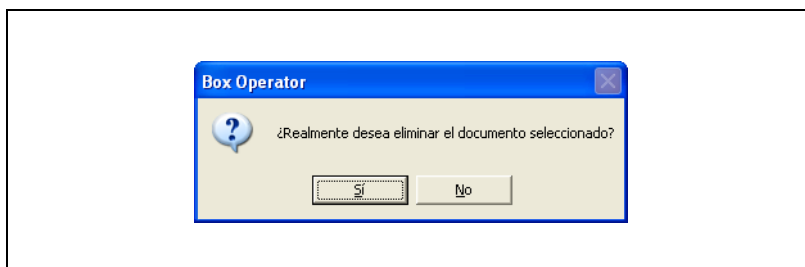 Box Operator
¿Realmente desea eliminar el documento seleccionado?
Sí No